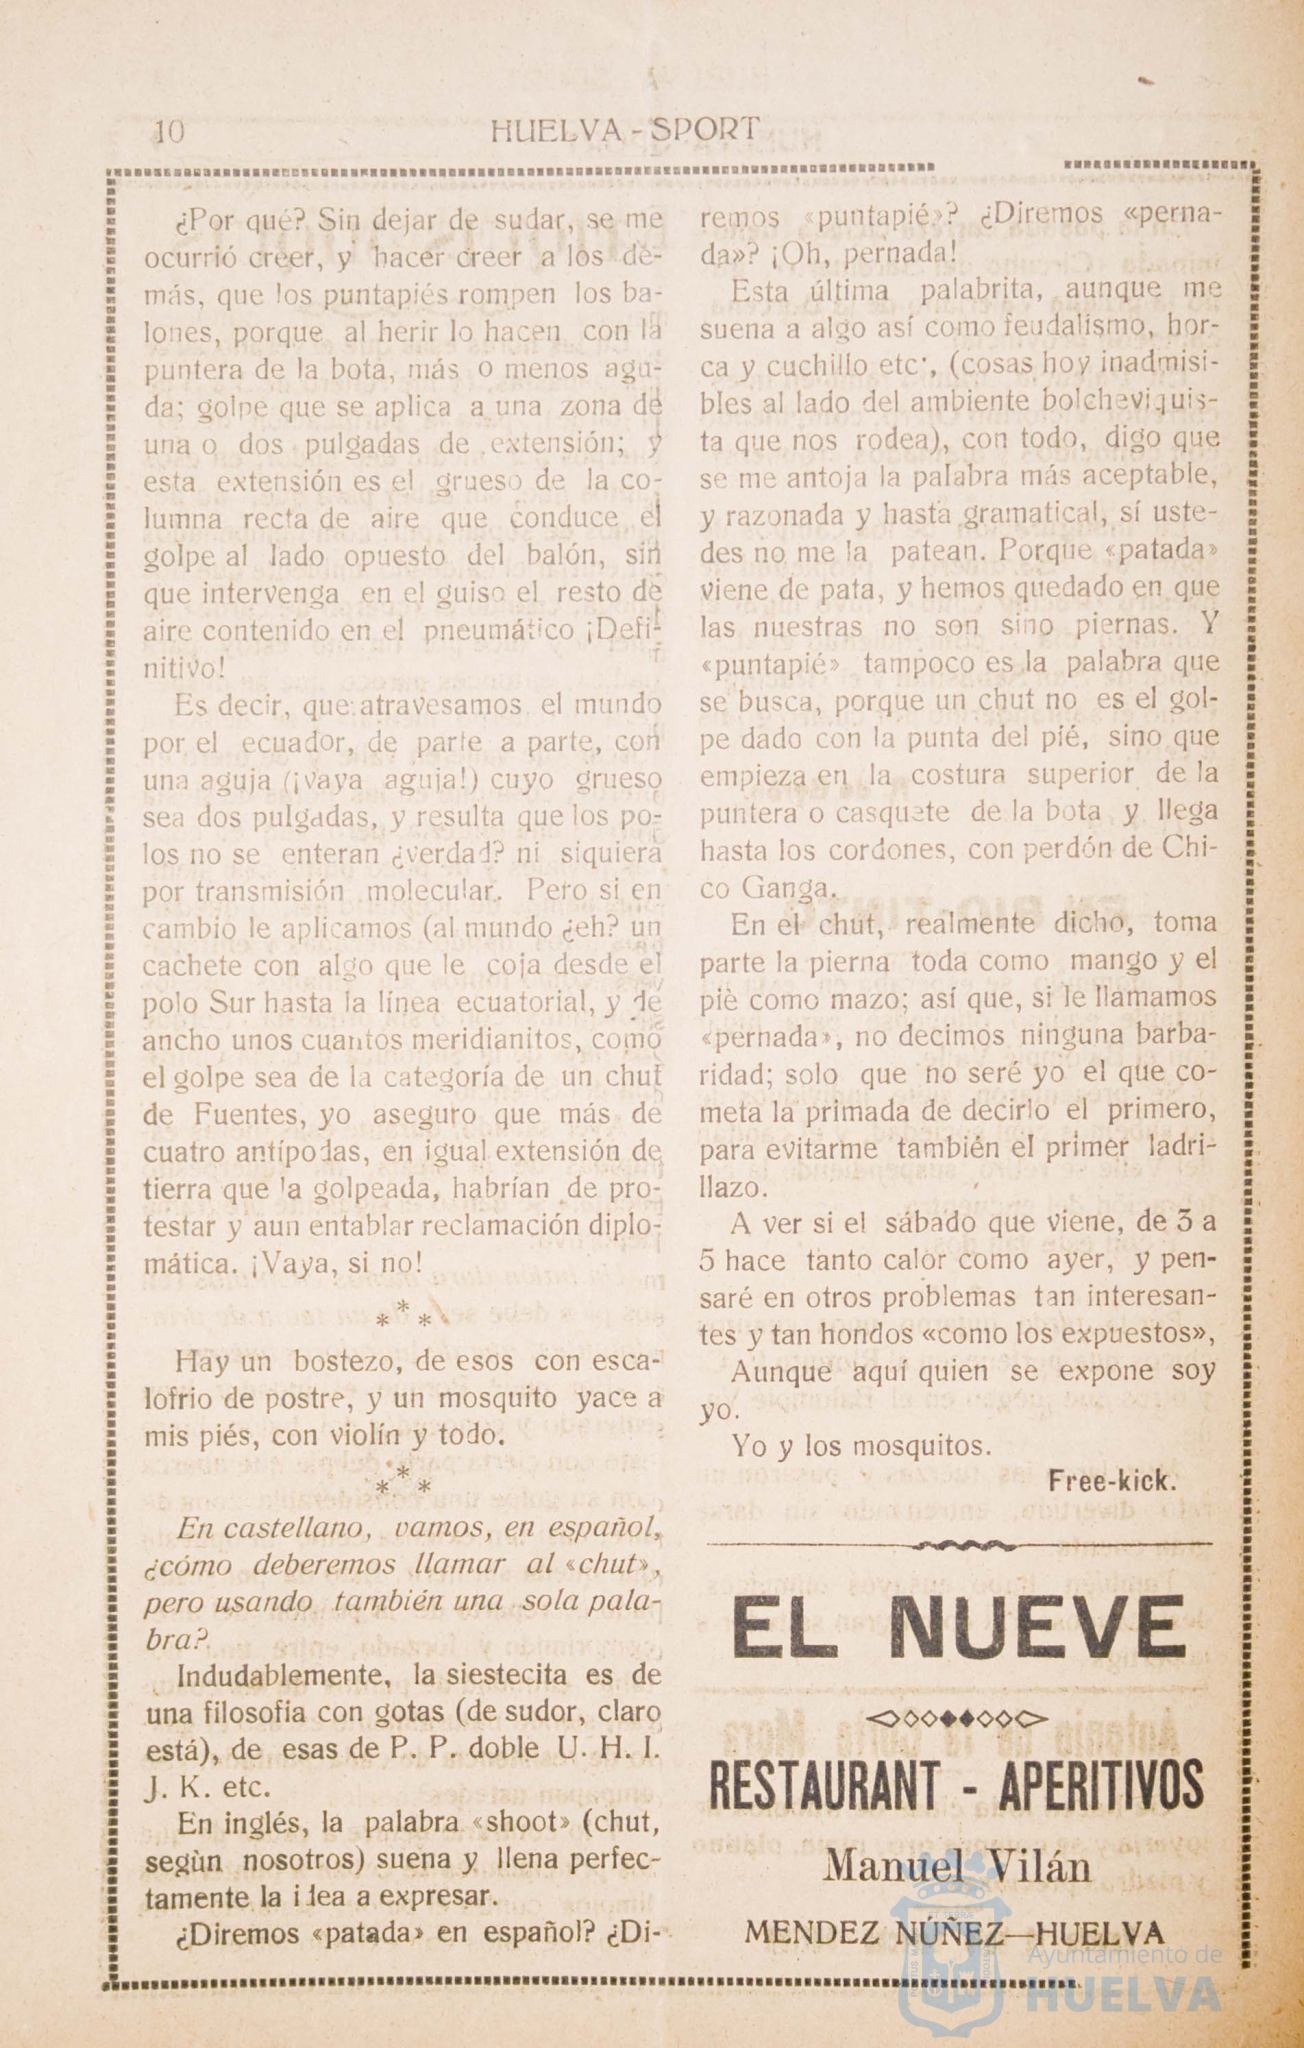 10
HUELVA - SPORT
¿Por qué? Sin dejar de sudar, se me
ocurrió creer, y hacer creer a los de-
más, que los puntapiés rompen los ba-
lones, porque al herir lo hacen con la
puntera de la bota, más o menos agu-
da; golpe que se aplica a una zona de
una o dos pulgadas de extensión; y
esta extensión es el grueso de la co-
lumna recta de aire que conduce el
golpe al lado opuesto del balón, sin
que intervenga en el guiso el resto de
aire contenido en el pneumático ¡Defi-
nitivo!
Es decir, que atravesamos el mundo
por el ecuador, de parte a parte, con
una aguja (¡vaya aguja!) cuyo grueso
sea dos pulgadas, y resulta que los po-
los no se enteran ¿verdad? ni siquiera
por transmisión molecular. Pero si en
cambio le aplicamos (al mundo ¿eh? un
cachete con algo que le coja desde el
polo Sur hasta la línea ecuatorial, y de
ancho unos cuantos meridianitos, como
el golpe sea de la categoría de un chut
de Fuentes, yo aseguro que más de
cuatro antípodas, en igual extensión de
tierra que la golpeada, habrían de pro-
testar y aun entablar reclamación diplo-
mática. ¡Vaya, si no!
* * *
Hay un bostezo, de esos con esca-
lofrio de postre, y un mosquito yace a
mis piés, con violín y todo.
* * *
En castellano, vamos, en español,
¿cómo deberemos llamar al «chut»,
pero usando también una sola pala-
bra?
Indudablemente, la siestecita es de
una filosofia con gotas (de sudor, claro
está), de esas de P. P. doble U. H. I.
J. K. etc.
En inglés, la palabra «shoot» (chut,
segùn nosotros) suena y llena perfec-
tamente la idea a expresar.
¿Diremos «patada» en español? ¿Di-
remos «puntapié»? ¿Diremos «perna-
da»? ¡Oh, pernada!
Esta última palabrita, aunque me
suena a algo así como feudalismo, hor-
ca y cuchillo etc·, (cosas hoy inadmisi-
bles al lado del ambiente bolcheviquis-
ta que nos rodea), con todo, digo que
se me antoja la palabra más aceptable,
y razonada y hasta gramatical, sí uste-
des no me la patean. Porque «patada»
viene de pata, y hemos quedado en que
las nuestras no son sino piernas. Y
«puntapié» tampoco es la palabra que
se busca, porque un chut no es el gol-
pe dado con la punta del píé, sino que
empieza en la costura superior de la
puntera o casquete de la bota y llega
hasta los cordones, con perdón de Chi-
co Ganga.
En el chut, realmente dicho, toma
parte la pierna toda como mango y el
piè como mazo; así que, si le llamamos
«pernada», no decimos ninguna barba-
ridad; solo que no seré yo el que co-
meta la primada de decirlo el primero,
para evitarme también el primer ladri-
llazo.
A ver si el sábado que viene, de 3 a
5 hace tanto calor como ayer, y pen-
saré en otros problemas tan interesan-
tes y tan hondos «como los expuestos»,
Aunque aquí quien se expone soy
yo.
Yo y los mosquitos.
Free-kick.
EL NUEVE
RESTAURANT - APERITIVOS
Manuel Vilán
MENDEZ NÚÑEZ—HUELVA
Ayuntamiento de
HUELVA